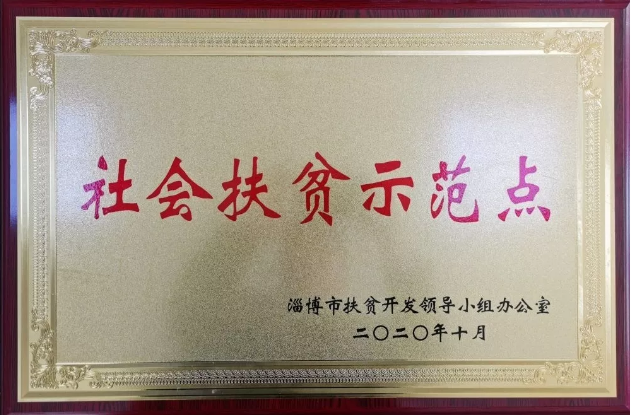 社会扶贫示范点
淄博市扶贫开发领导小组办公室
二〇二〇年十月